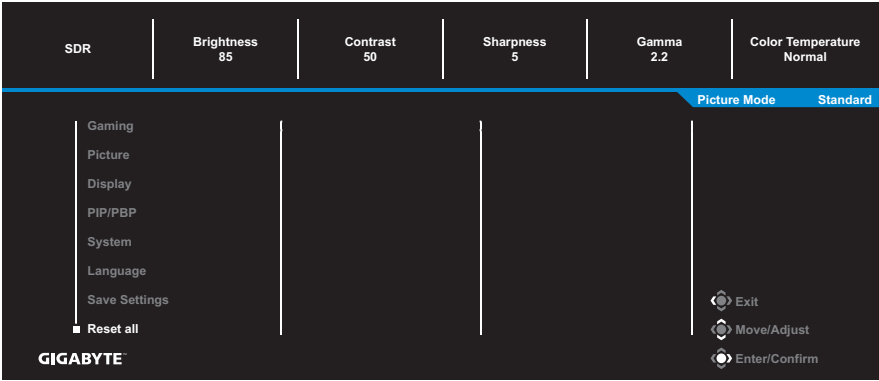 SDR
Brightness
85
Contrast
50
Sharpness
5
Gamma
2.2
Color Temperature
Normal
Picture Mode Standard
Gaming
Picture
Display
PIP/PBP
System
Language
Save Settings
Reset all
Exit
Move/Adjust
Enter/Confirm
GIGABYTE™